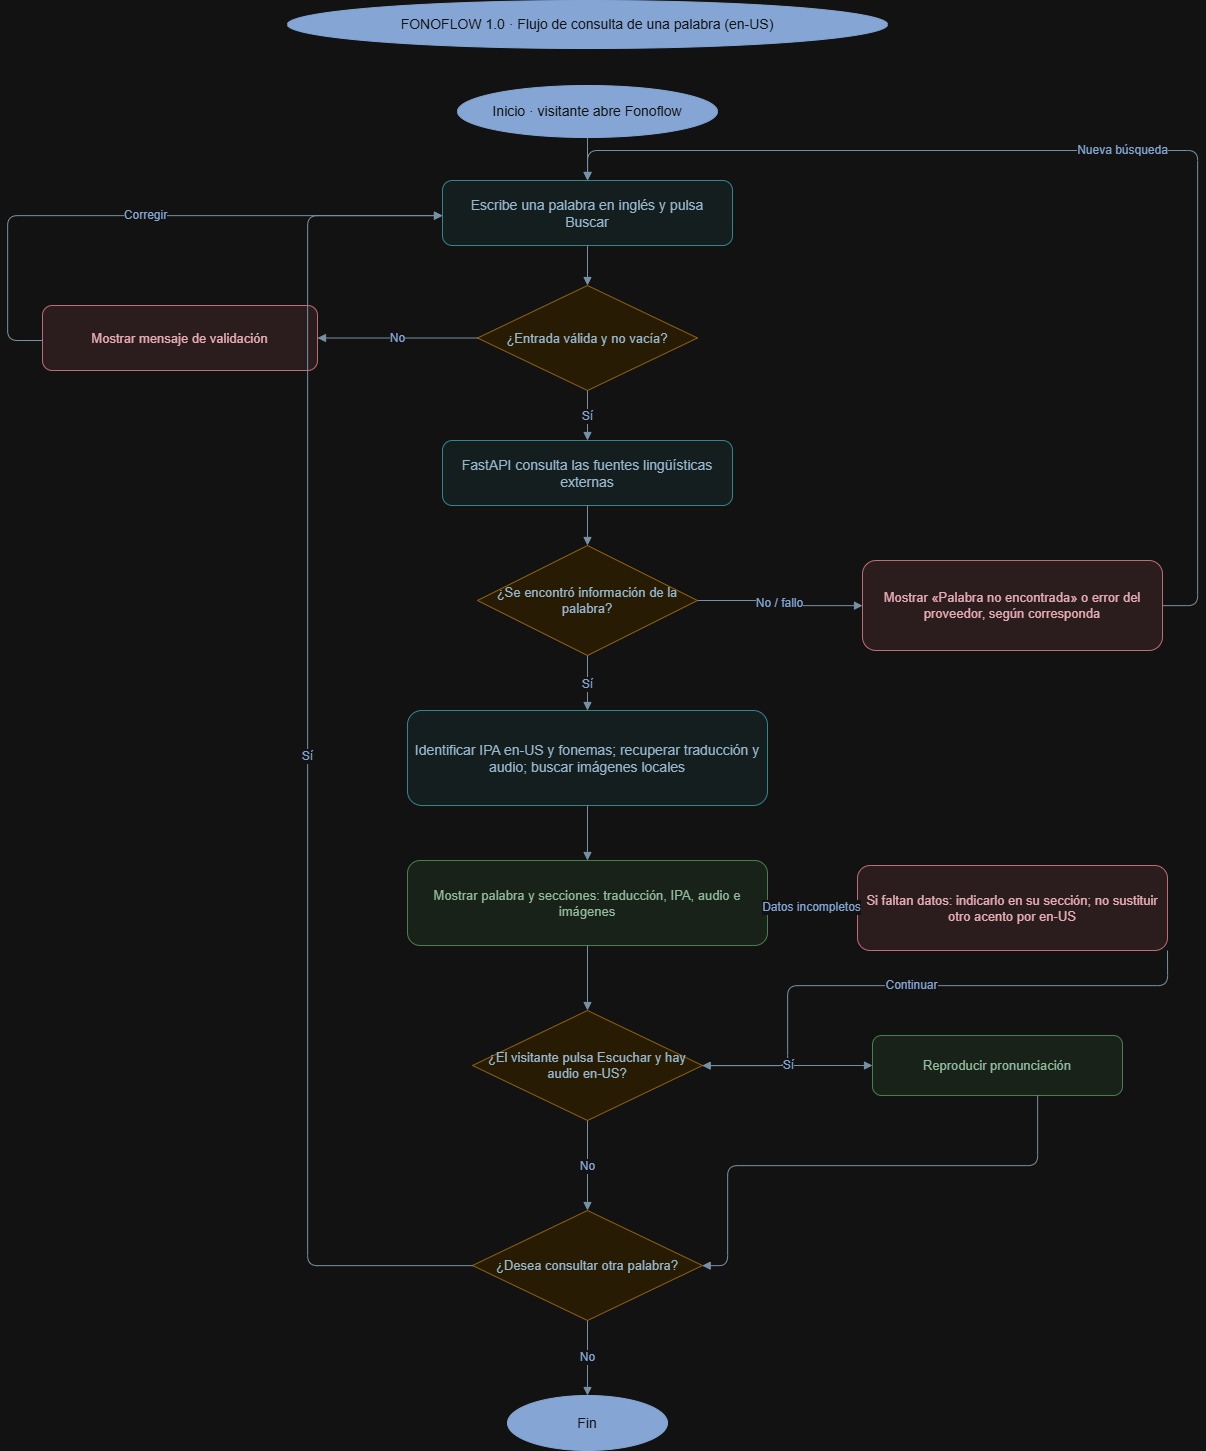 FONOFLOW 1.0 · Flujo de consulta de una palabra (en-US)
Inicio · visitante abre Fonoflow
Nueva búsqueda
Escribe una palabra en inglés y pulsa
Buscar
Corregir
¿Entrada válida y no vacía?
No
Mostrar mensaje de validación
Sí
FastAPI consulta las fuentes lingüísticas
externas
¿Se encontró información de la
palabra?
No / fallo
Mostrar «Palabra no encontrada» o error del
proveedor, según corresponda
Sí
Identificar IPA en-US y fonemas; recuperar traducción y
audio; buscar imágenes locales
Sí
Mostrar palabra y secciones: traducción, IPA, audio e
imágenes
Datos incompletos
Si faltan datos: indicarlo en su sección; no sustituir
otro acento por en-US
Continuar
¿El visitante pulsa Escuchar y hay
audio en-US?
Sí
Reproducir pronunciación
No
¿Desea consultar otra palabra?
No
Fin